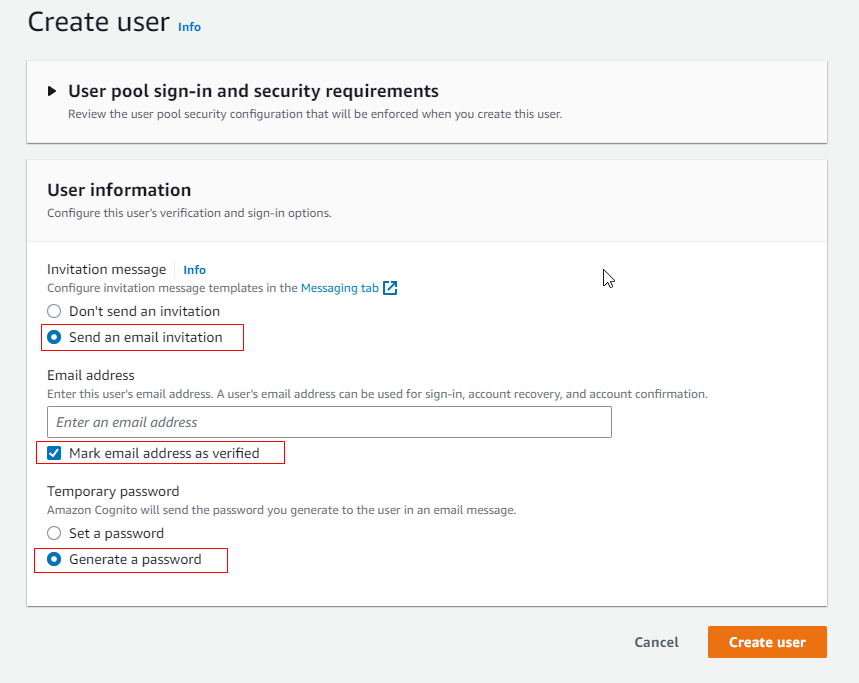 Create user Info
User pool sign-in and security requirements
Review the user pool security configuration that will be enforced when you create this user.
User information
Configure this user's verification and sign-in options.
Invitation message Info
Configure invitation message templates in the Messaging tab
Don't send an invitation
Send an email invitation
Email address
Enter this user's email address. A user's email address can be used for sign-in, account recovery, and account confirmation.
Enter an email address
Mark email address as verified
Temporary password
Amazon Cognito will send the password you generate to the user in an email message.
Set a password
Generate a password
Cancel Create user